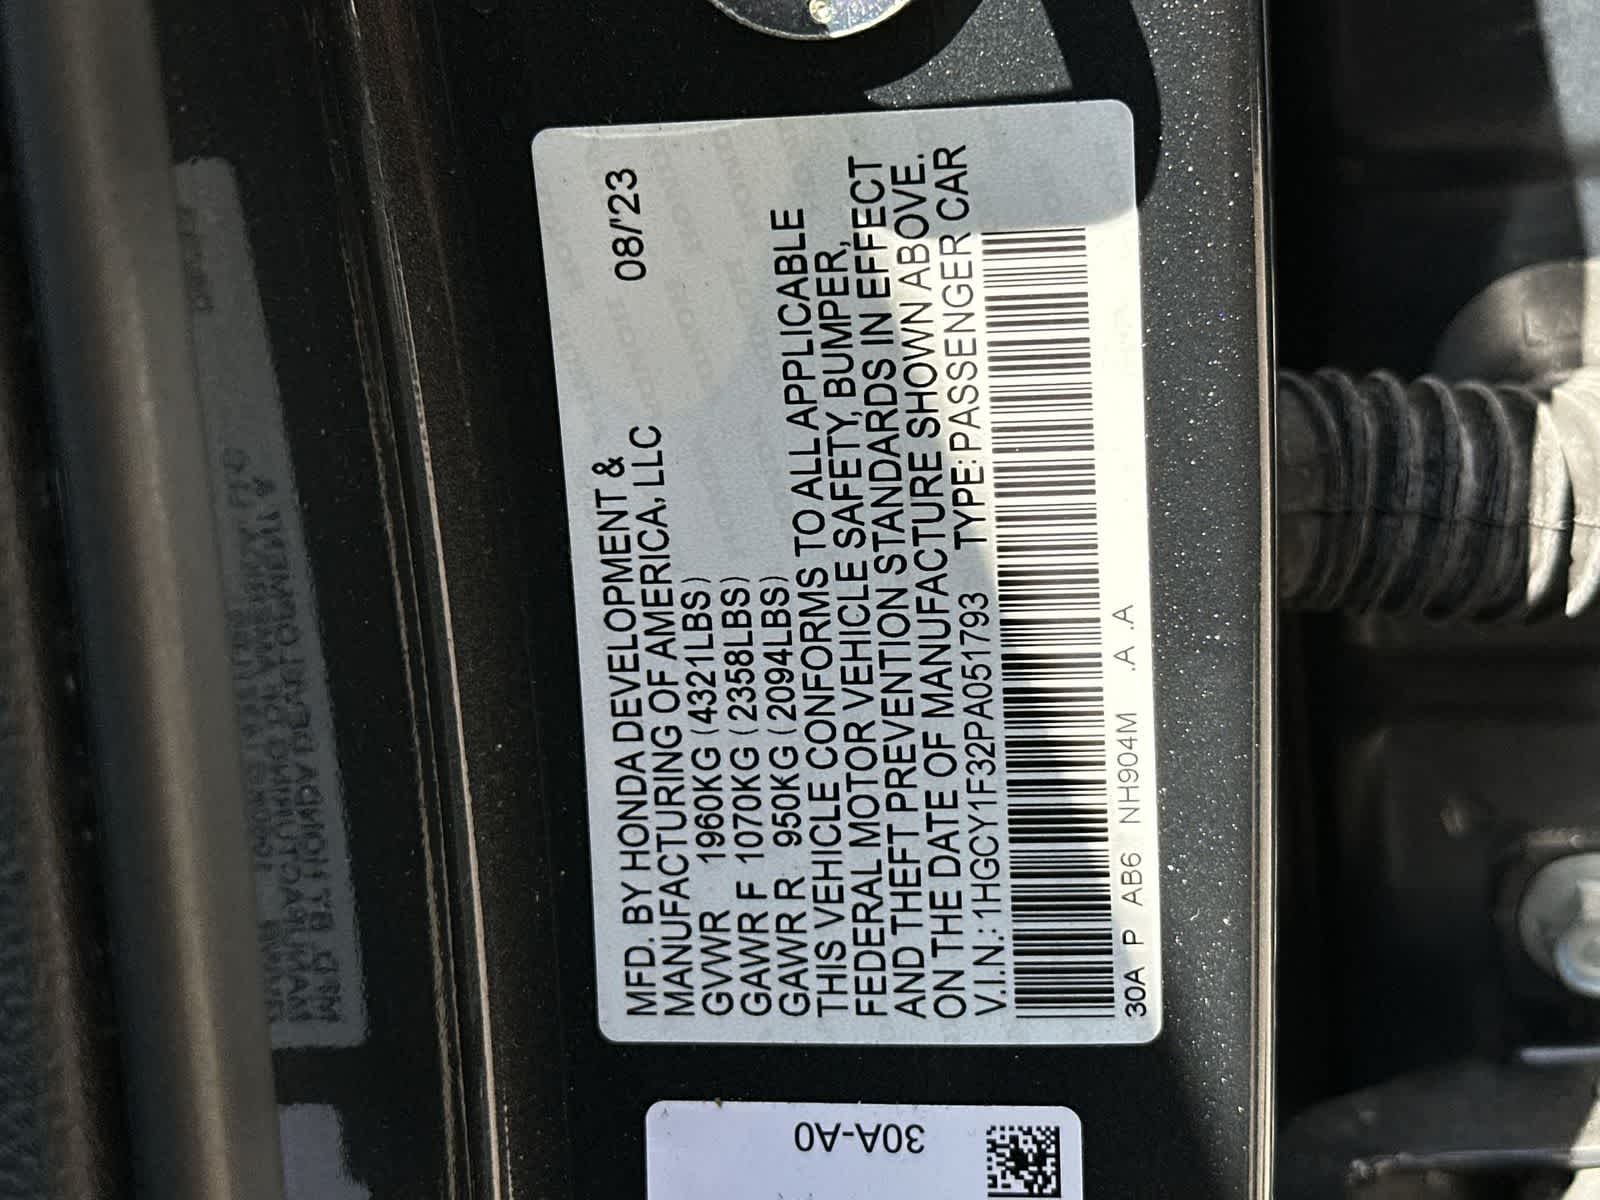 MFD. BY HONDA DEVELOPMENT & 08/'23
MANUFACTURING OF AMERICA, LLC
GVWR 1960KG (4321LBS)
GAWR F 1070KG (2358LBS)
GAWR R 950KG (2094LBS)
THIS VEHICLE CONFORMS TO ALL APPLICABLE
FEDERAL MOTOR VEHICLE SAFETY, BUMPER,
AND THEFT PREVENTION STANDARDS IN EFFECT
ON THE DATE OF MANUFACTURE SHOWN ABOVE.
V.I.N.: 1HGCY1F32PA051793 TYPE: PASSENGER CAR
30A P AB6 NH904M .A .A
30A-A0